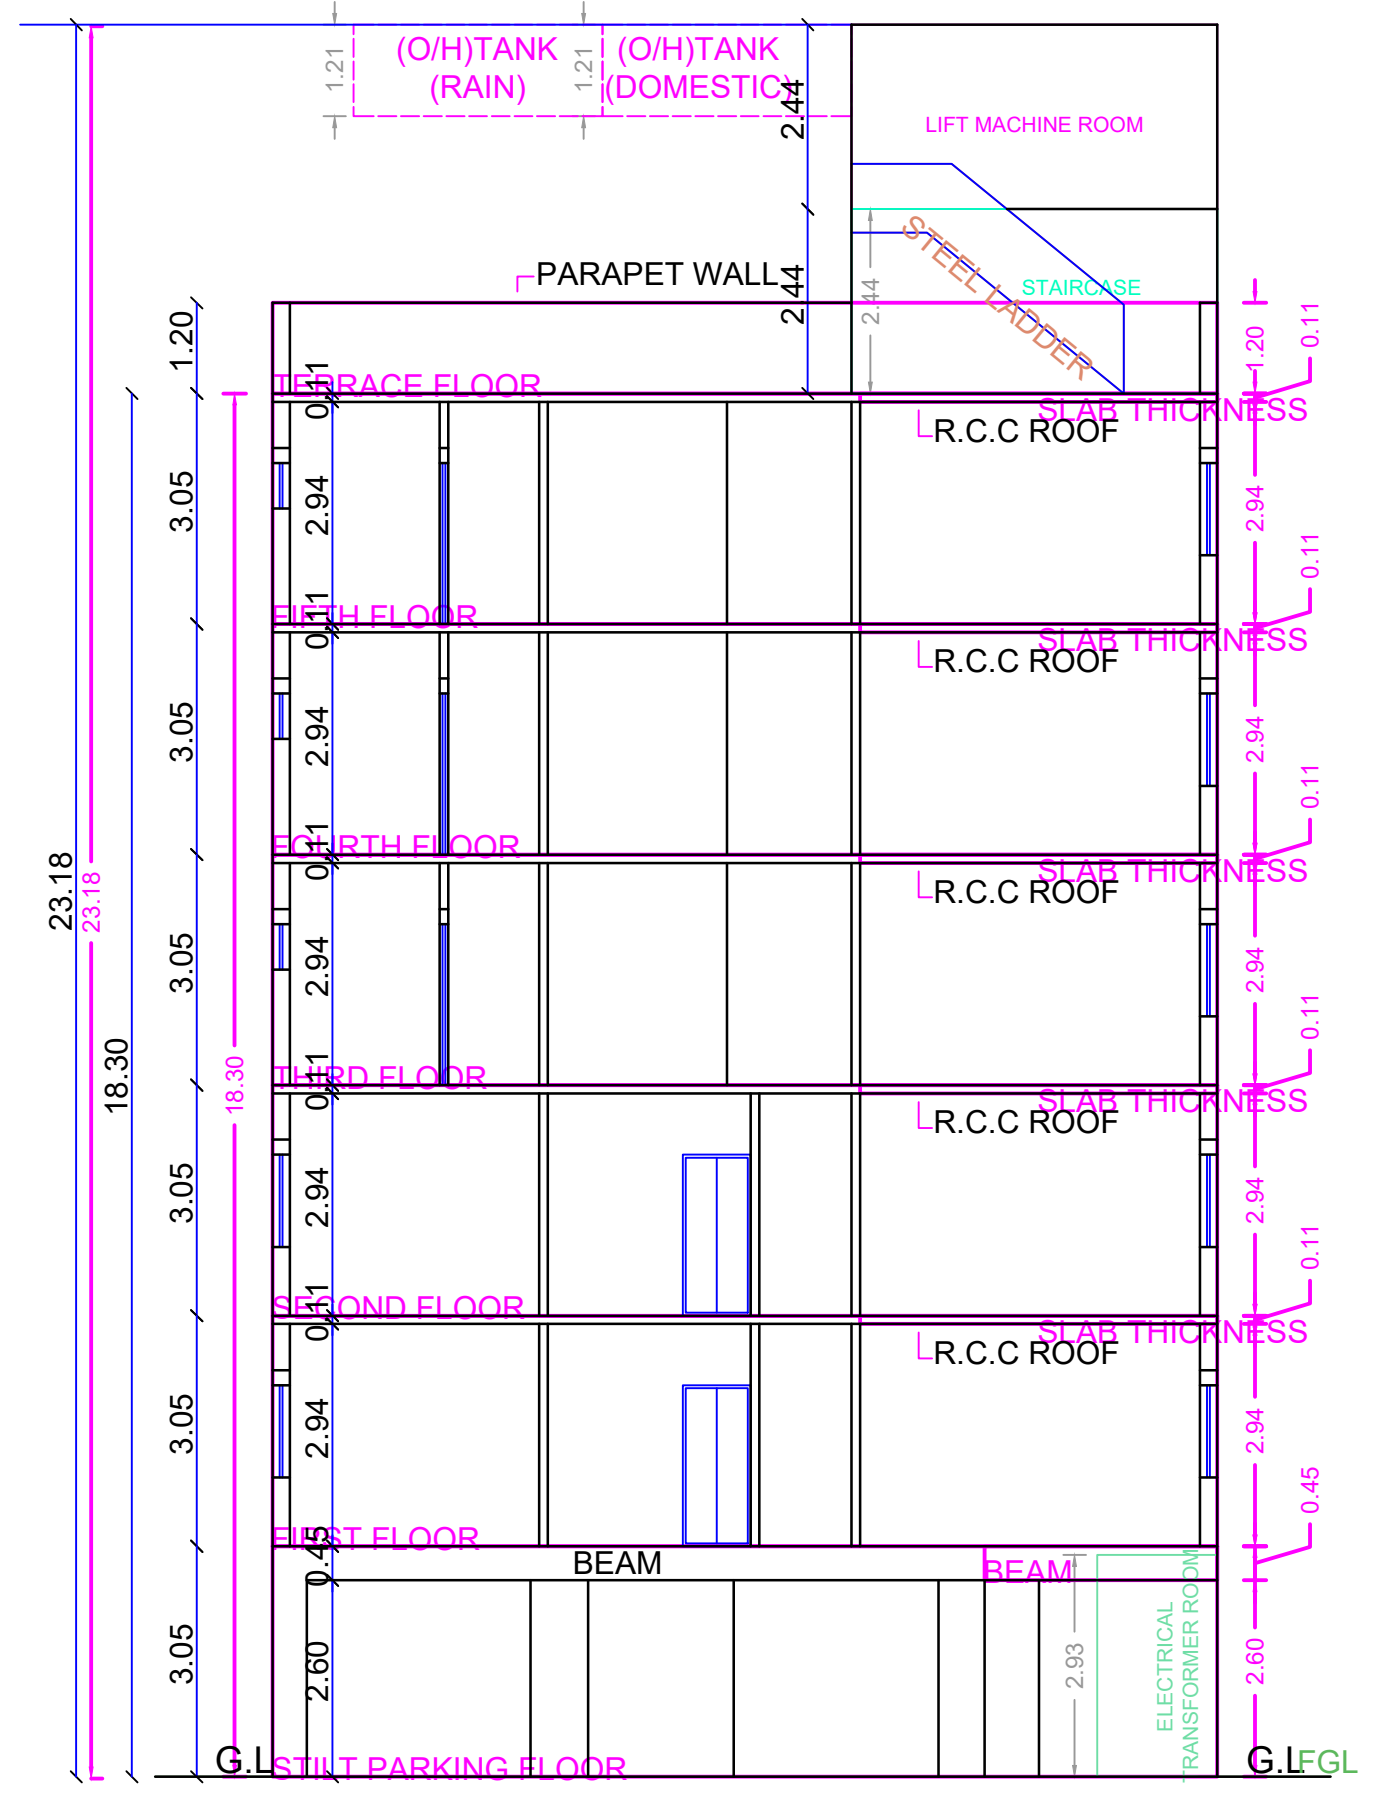 (O/H)TANK
(RAIN)
(O/H)TANK
(DOMESTIC)
1.21
1.21
2.44
LIFT MACHINE ROOM
STEEL LADDER
STAIRCASE
PARAPET WALL
2.44
2.44
1.20
1.20
0.11
TERRACE FLOOR
0.11
SLAB THICKNESS
R.C.C ROOF
3.05
2.94
2.94
0.11
FIFTH FLOOR
0.11
SLAB THICKNESS
R.C.C ROOF
3.05
2.94
2.94
0.11
FOURTH FLOOR
0.11
SLAB THICKNESS
R.C.C ROOF
23.18
23.18
3.05
2.94
2.94
0.11
THIRD FLOOR
0.11
SLAB THICKNESS
R.C.C ROOF
18.30
18.30
3.05
2.94
2.94
0.11
SECOND FLOOR
0.11
SLAB THICKNESS
R.C.C ROOF
3.05
2.94
2.94
0.45
FIRST FLOOR
0.45
BEAM
BEAM
3.05
2.60
2.93
ELECTRICAL
TRANSFORMER ROOM
2.60
G.L
STILT PARKING FLOOR
G.L
FGL